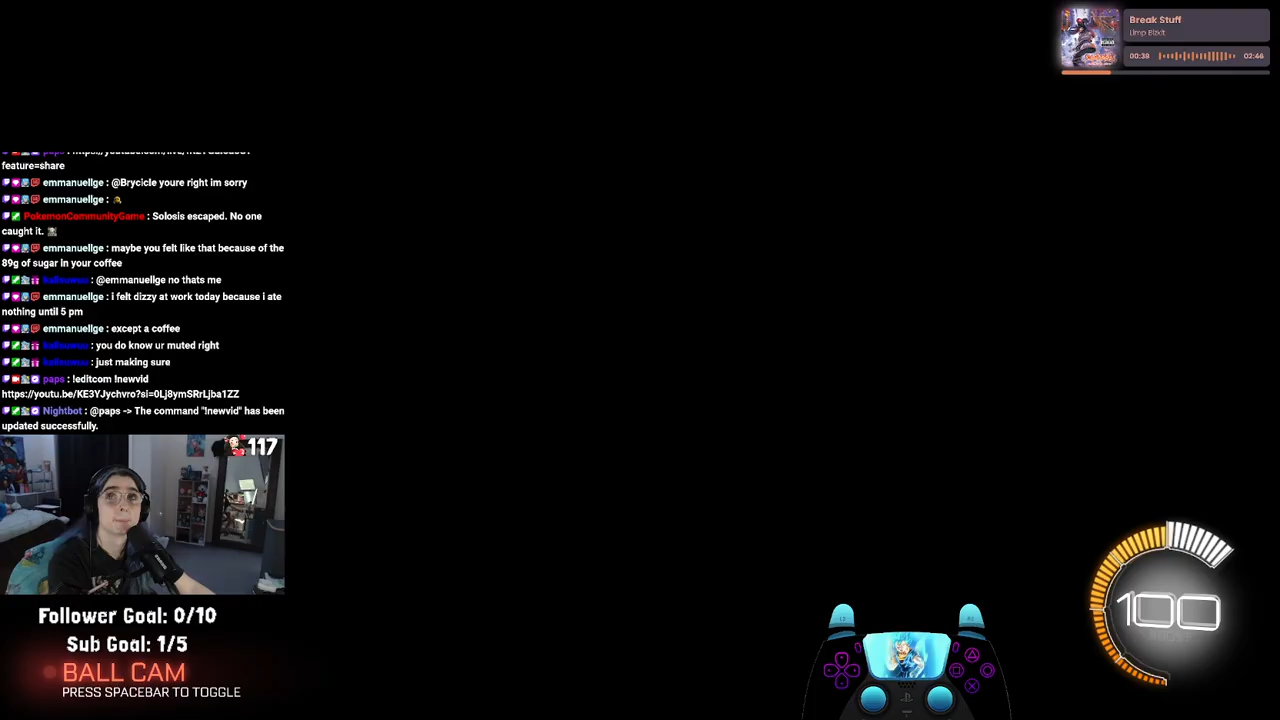 Break Stuff
Limp Bizkit
00:38
02:46
feature=share
emmanuellge : @Brycicle youre right im sorry
emmanuellge :
PokemonCommunityGame : Solosis escaped. No one
caught it.
emmanuellge : maybe you felt like that because of the
89g of sugar in your coffee
: @emmanuellge no thats me
emmanuellge : i felt dizzy at work today because i ate
nothing until 5 pm
emmanuellge : except a coffee
: you do know ur muted right
: just making sure
paps : !editcom !newvid
https://youtu.be/KE3YJychvro?si=0Lj8ymSRrLjba1ZZ
Nightbot : @paps -> The command "!newvid" has been
updated successfully.
117
Follower Goal: 0/10
Sub Goal: 1/5
BALL CAM
PRESS SPACEBAR TO TOGGLE
L2
R2
100
BOOST